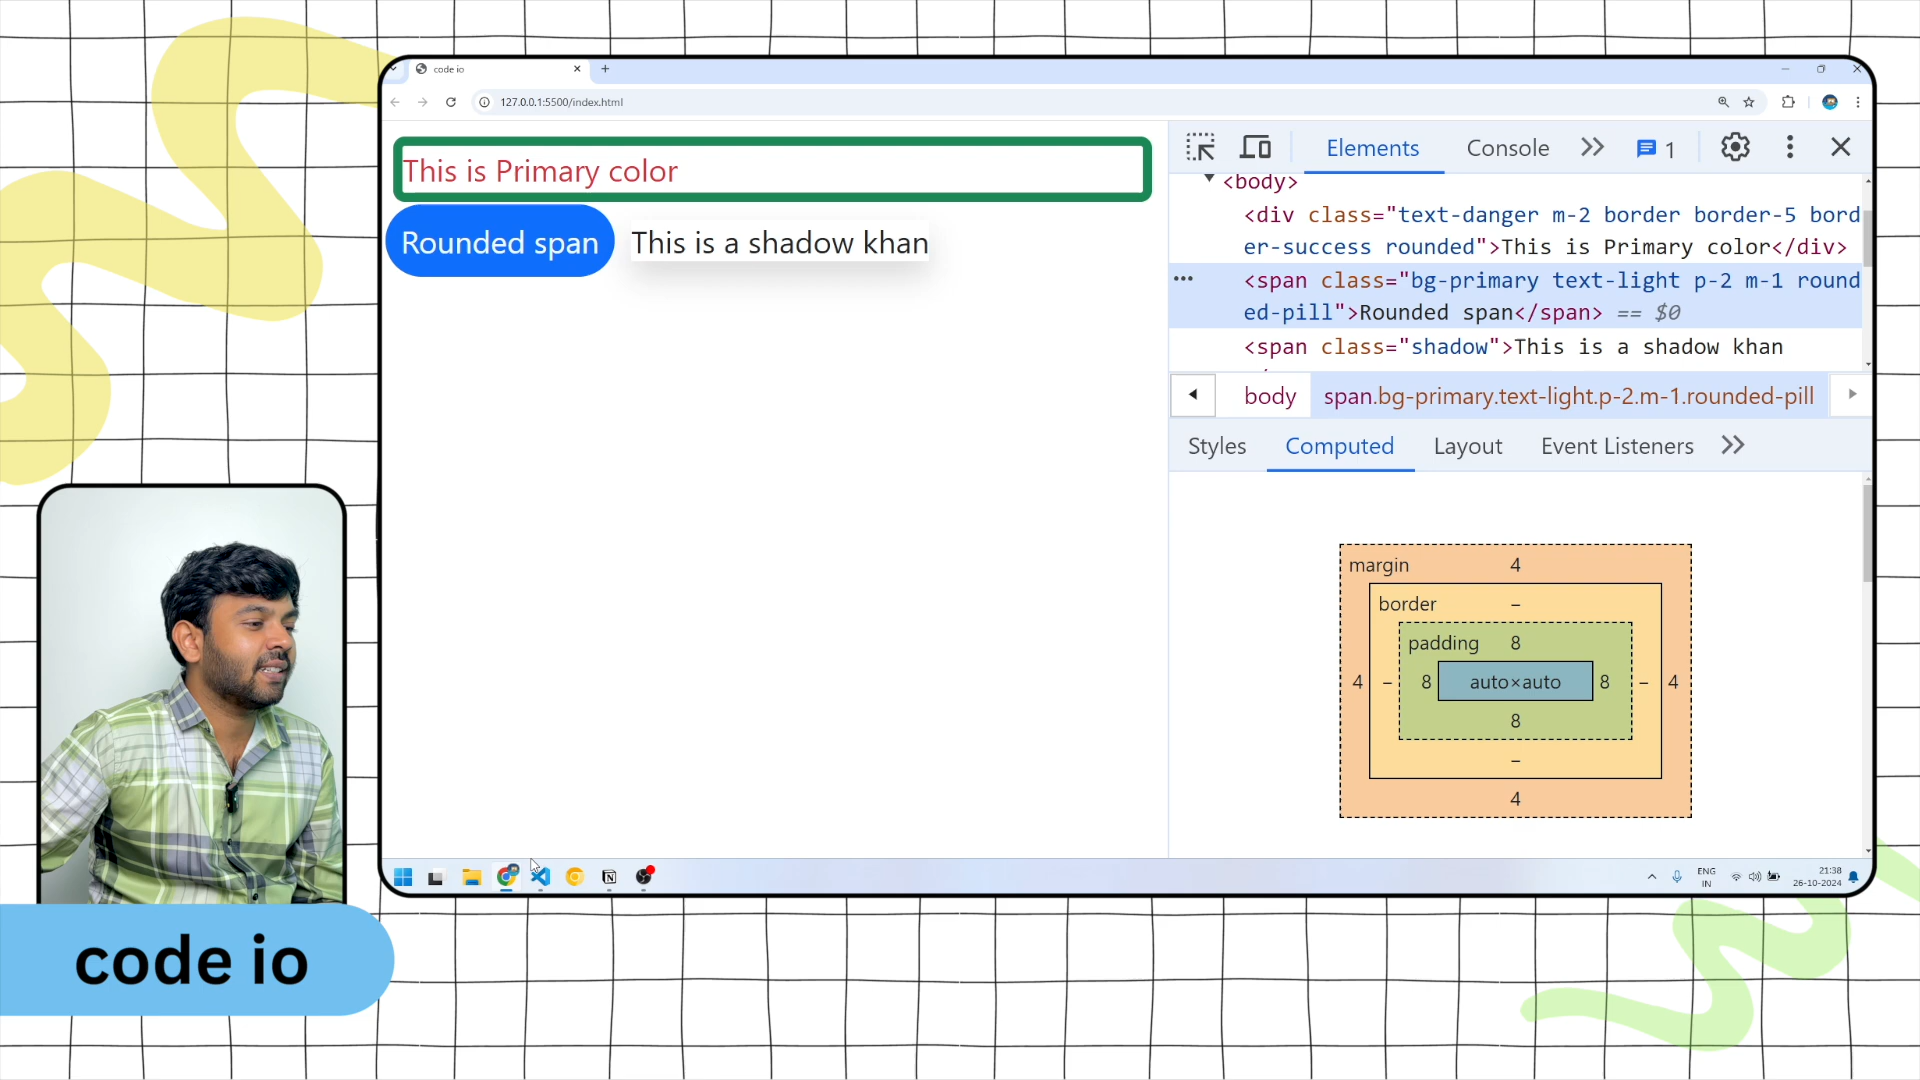 code io
127.0.0.1:5500/index.html
This is Primary color
Rounded span
This is a shadow khan
Elements
Console
1
<body>
<div class="text-danger m-2 border border-5 bord
er-success rounded">This is Primary color</div>
<span class="bg-primary text-light p-2 m-1 round
ed-pill">Rounded span</span> == $0
<span class="shadow">This is a shadow khan
body
span.bg-primary.text-light.p-2.m-1.rounded-pill
Styles
Computed
Layout
Event Listeners
margin
4
border
–
padding
8
4
–
8
auto×auto
8
–
4
8
–
4
ENG
IN
21:38
26-10-2024
code io